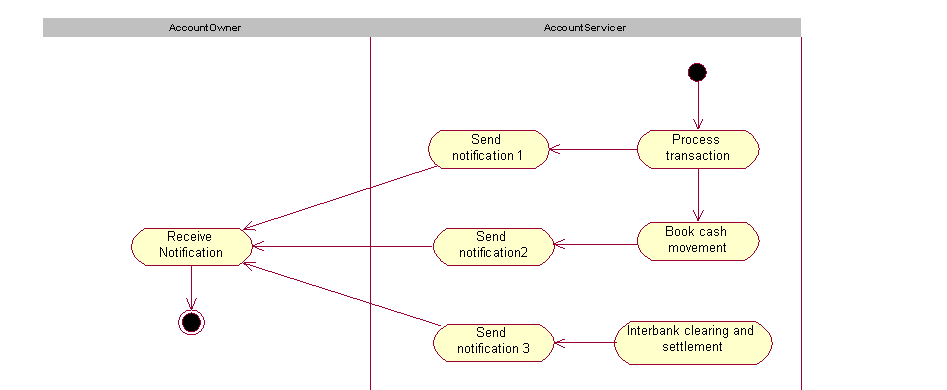 AccountOwner
AccountServicer
Send
notification 1
Process
transaction
Receive
Notification
Send
notification2
Book cash
movement
Send
notification 3
Interbank clearing and
settlement